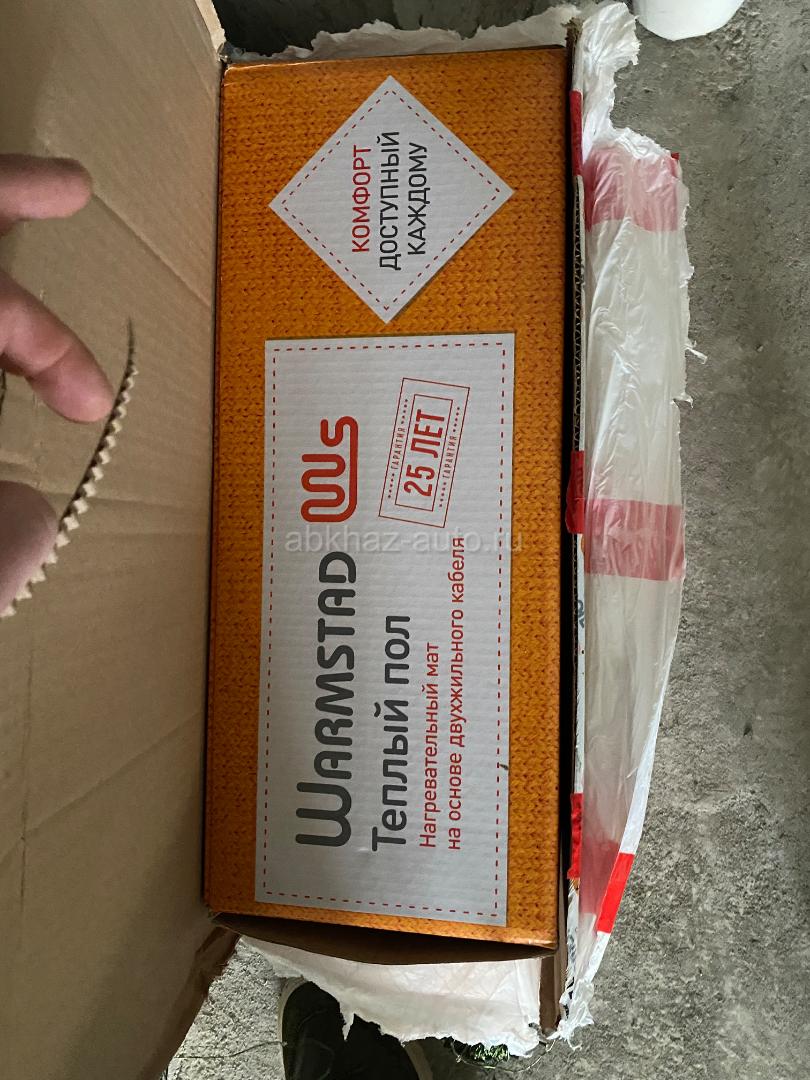 WARMSTAD Ws
Теплый пол
Нагревательный мат
на основе двухжильного кабеля
ГАРАНТИЯ
25 ЛЕТ
ГАРАНТИЯ
КОМФОРТ
ДОСТУПНЫЙ
КАЖДОМУ
abkhaz-auto.ru